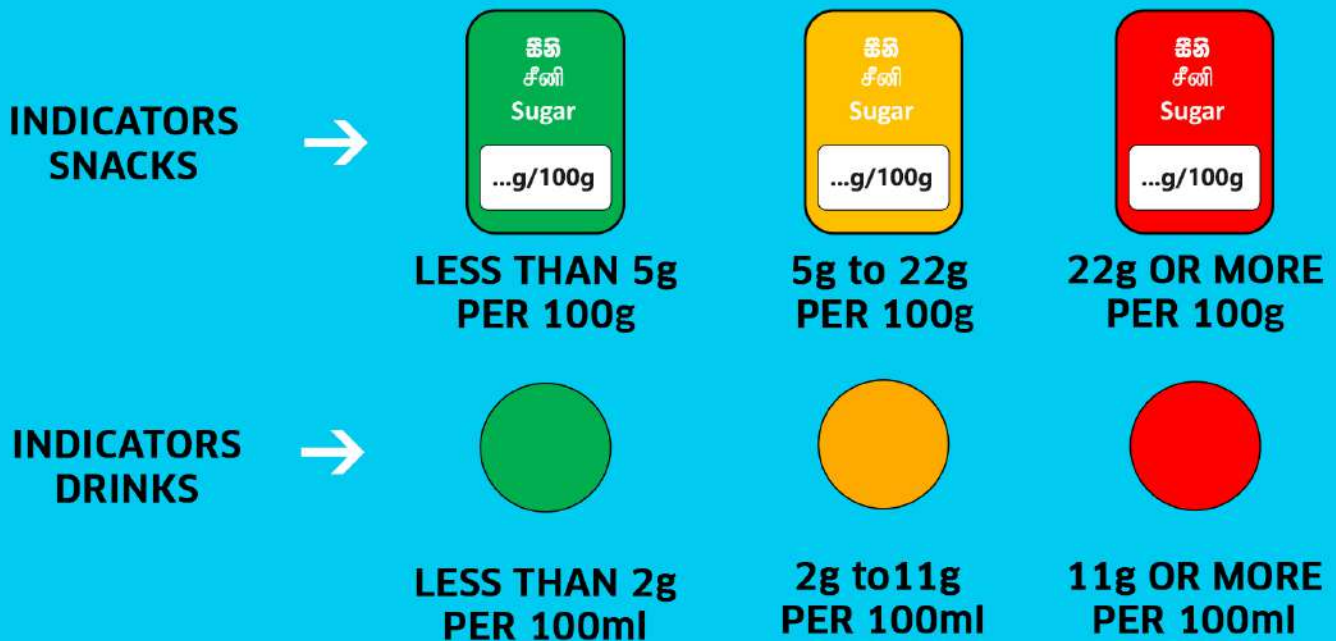 සීනි
சீனி
Sugar
...g/100g
සීනි
சீனி
Sugar
...g/100g
සීනි
சீனி
Sugar
...g/100g
INDICATORS
SNACKS
LESS THAN 5g
PER 100g
5g to 22g
PER 100g
22g OR MORE
PER 100g
INDICATORS
DRINKS
LESS THAN 2g
PER 100ml
2g to11g
PER 100ml
11g OR MORE
PER 100ml